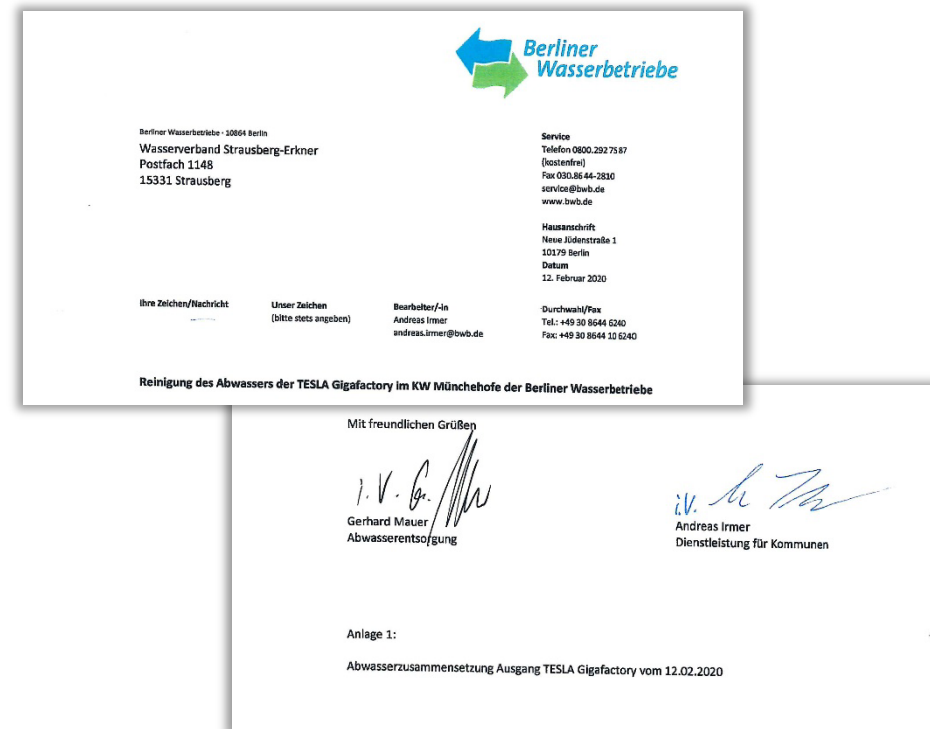 Berliner
Wasserbetriebe
Berliner Wasserbetriebe - 10864 Berlin
Wasserverband Strausberg-Erkner
Postfach 1148
15331 Strausberg
Service
Telefon 0800.292 75 87
(kostenfrei)
Fax 030.86 44-2810
service@bwb.de
www.bwb.de
Hausanschrift
Neue Jüdenstraße 1
10179 Berlin
Datum
12. Februar 2020
Ihre Zeichen/Nachricht
Unser Zeichen
(bitte stets angeben)
Bearbeiter/-in
Andreas Irmer
andreas.irmer@bwb.de
Durchwahl/Fax
Tel.: +49 30 8644 6240
Fax: +49 30 8644 10 6240
Reinigung des Abwassers der TESLA Gigafactory im KW Münchehofe der Berliner Wasserbetriebe
Mit freundlichen Grüßen
i.V.
Gerhard Mauer
Abwasserentsorgung
i.V.
Andreas Irmer
Dienstleistung für Kommunen
Anlage 1:
Abwasserzusammensetzung Ausgang TESLA Gigafactory vom 12.02.2020